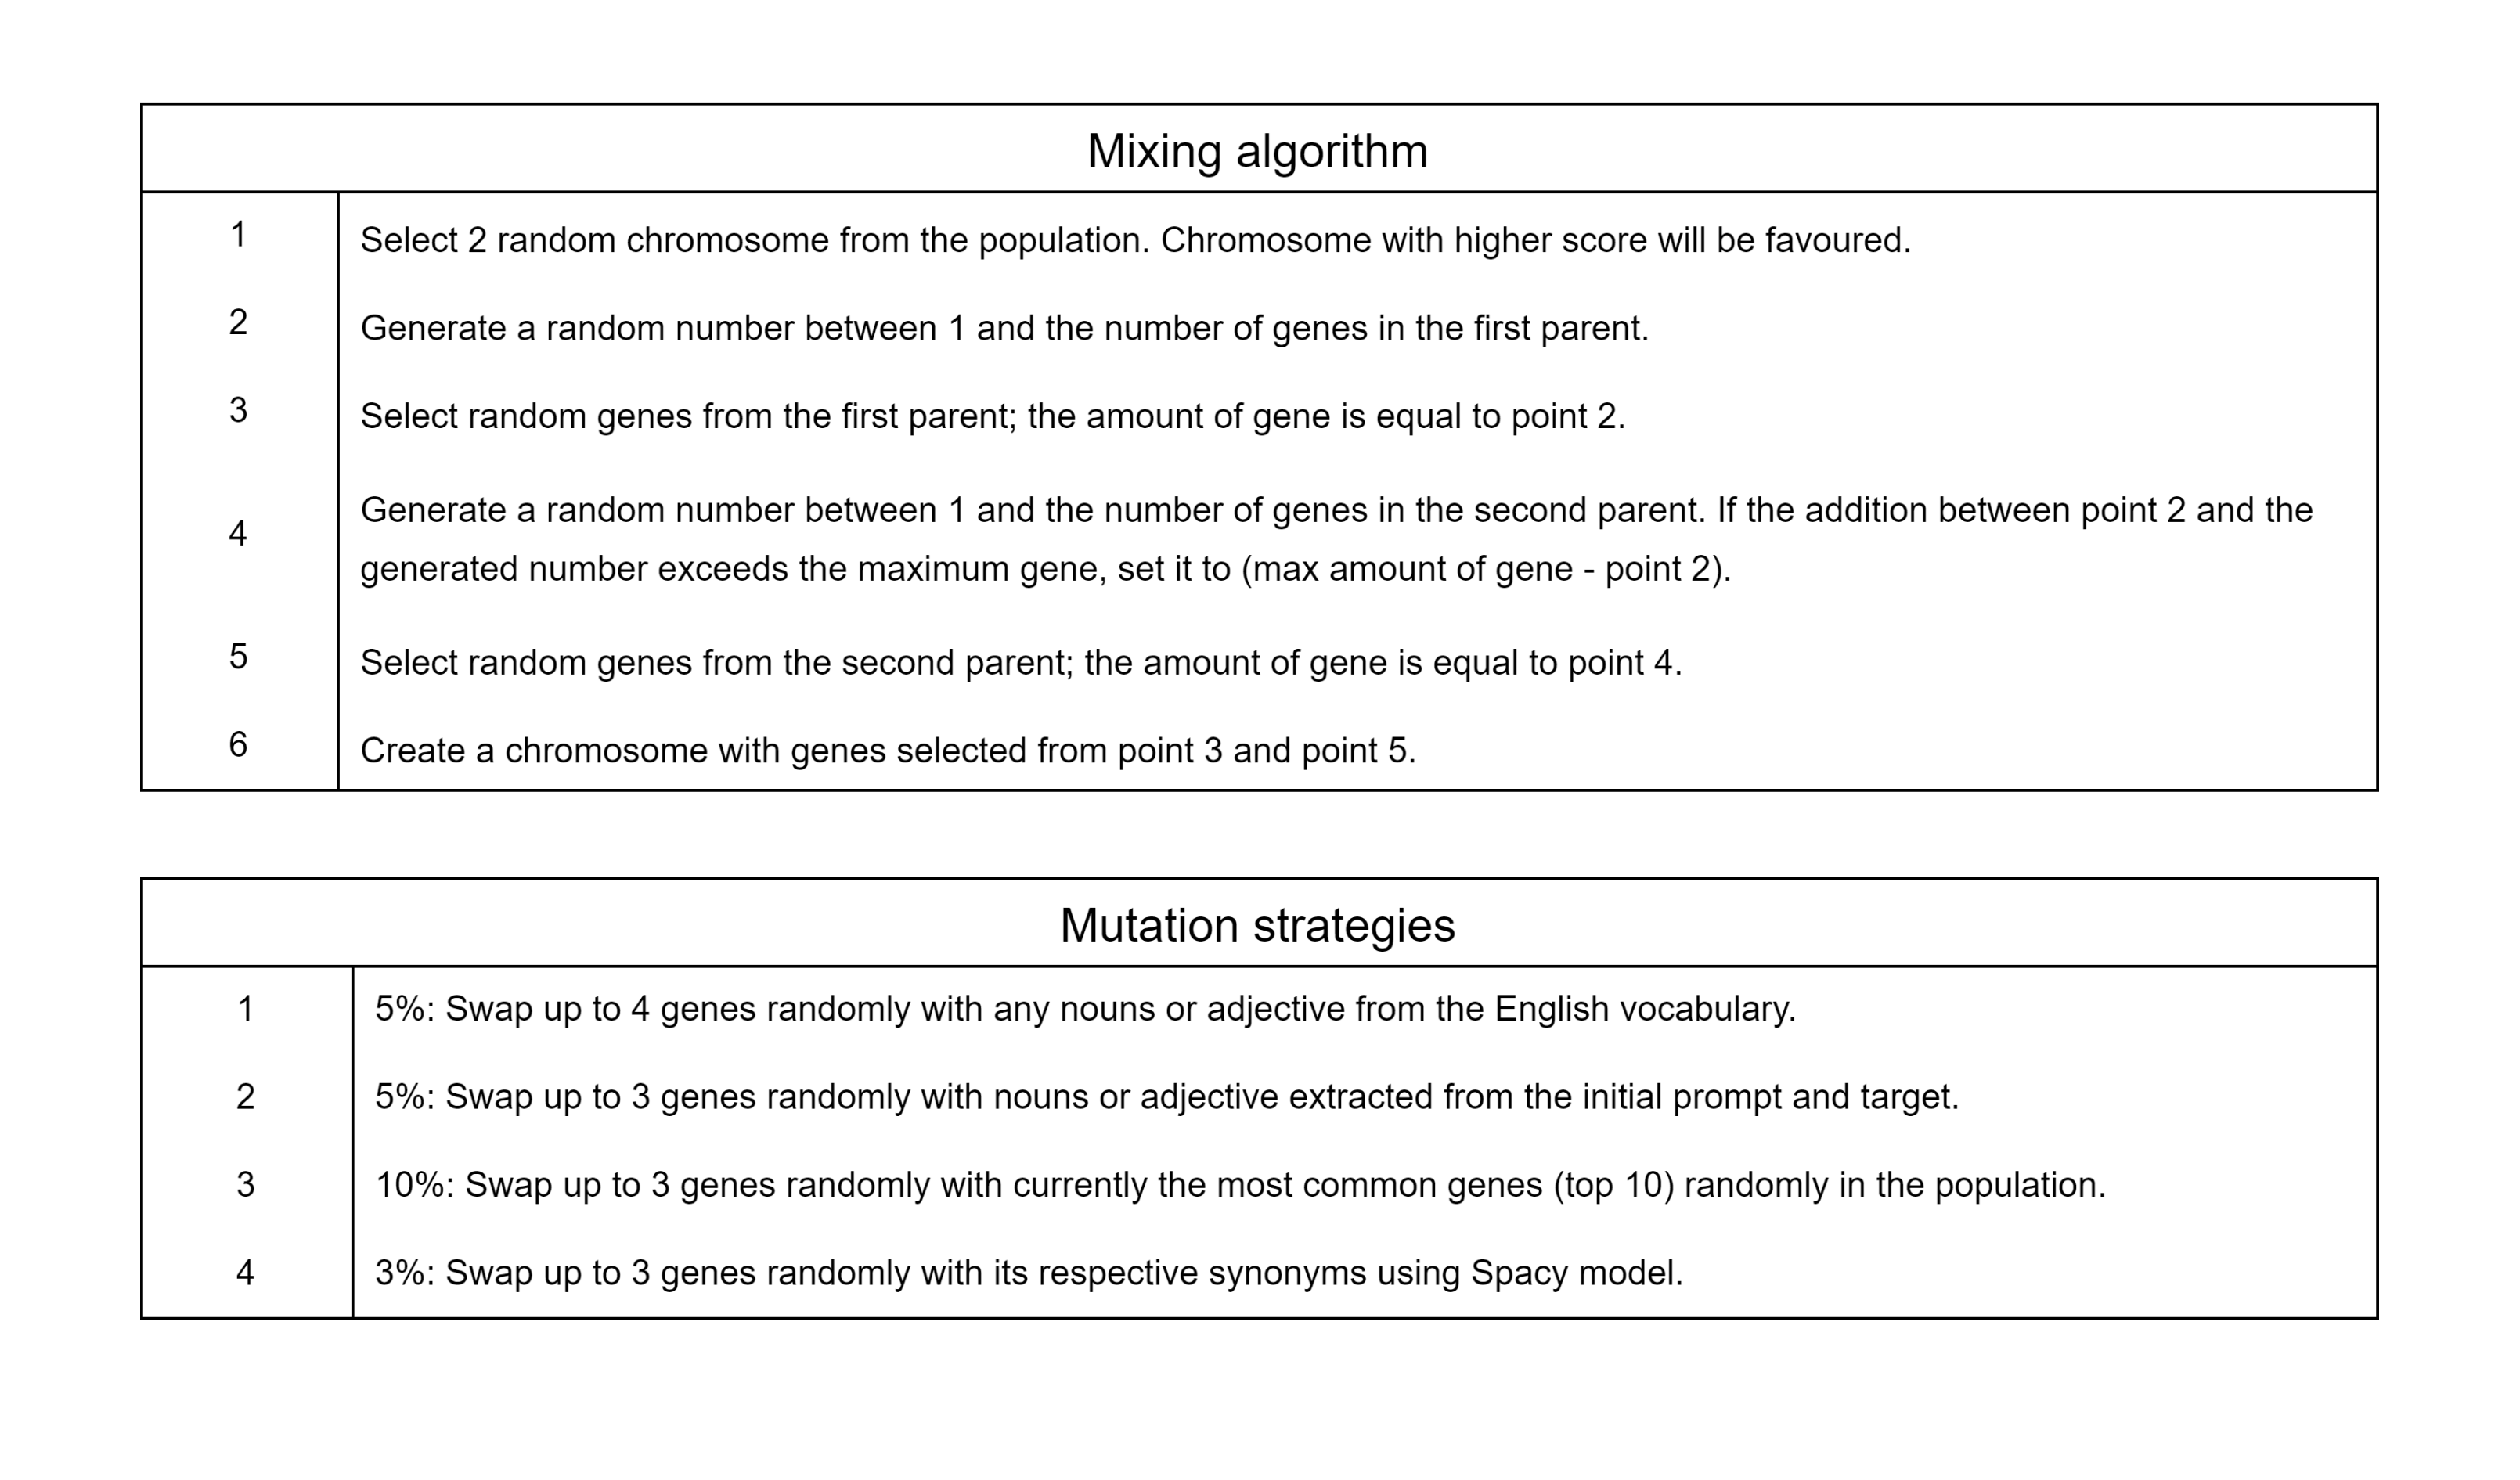 Mixing algorithm
1 Select 2 random chromosome from the population. Chromosome with higher score will be favoured.
2 Generate a random number between 1 and the number of genes in the first parent.
3 Select random genes from the first parent; the amount of gene is equal to point 2.
4 Generate a random number between 1 and the number of genes in the second parent. If the addition between point 2 and the
generated number exceeds the maximum gene, set it to (max amount of gene - point 2).
5 Select random genes from the second parent; the amount of gene is equal to point 4.
6 Create a chromosome with genes selected from point 3 and point 5.
Mutation strategies
1 5%: Swap up to 4 genes randomly with any nouns or adjective from the English vocabulary.
2 5%: Swap up to 3 genes randomly with nouns or adjective extracted from the initial prompt and target.
3 10%: Swap up to 3 genes randomly with currently the most common genes (top 10) randomly in the population.
4 3%: Swap up to 3 genes randomly with its respective synonyms using Spacy model.